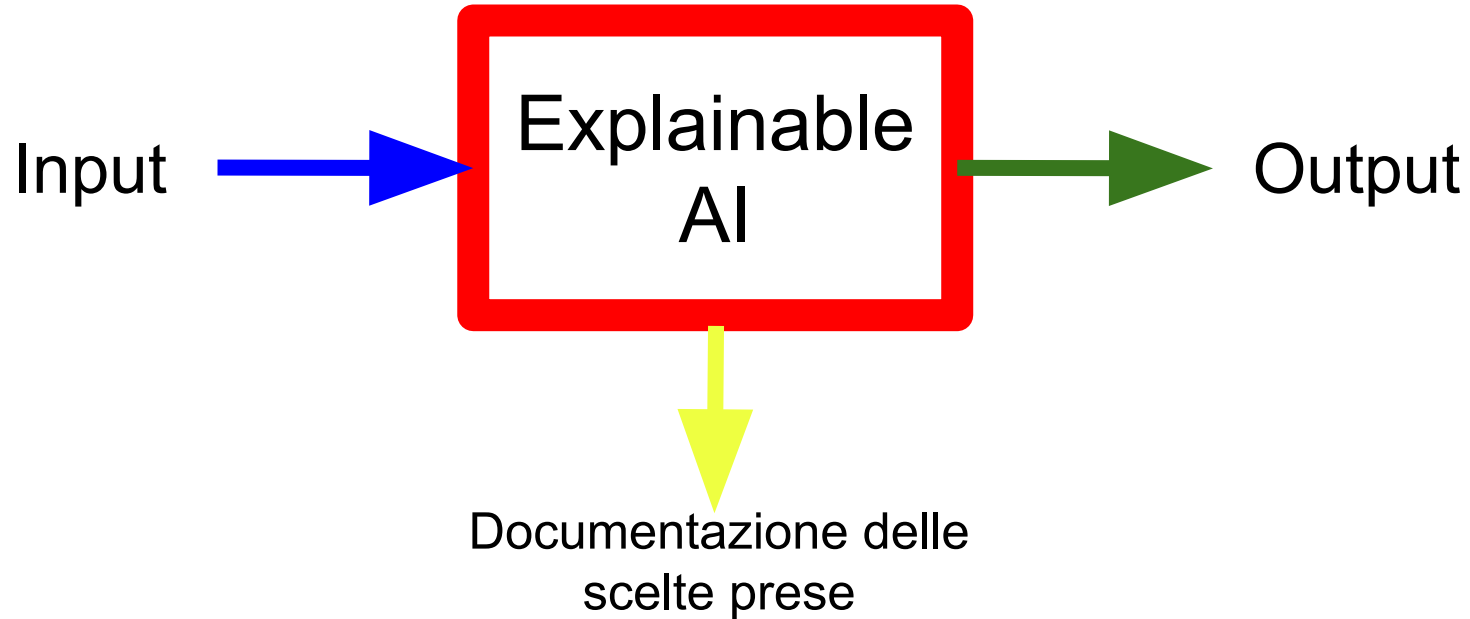 Input
Explainable
AI
Output
Documentazione delle
scelte prese